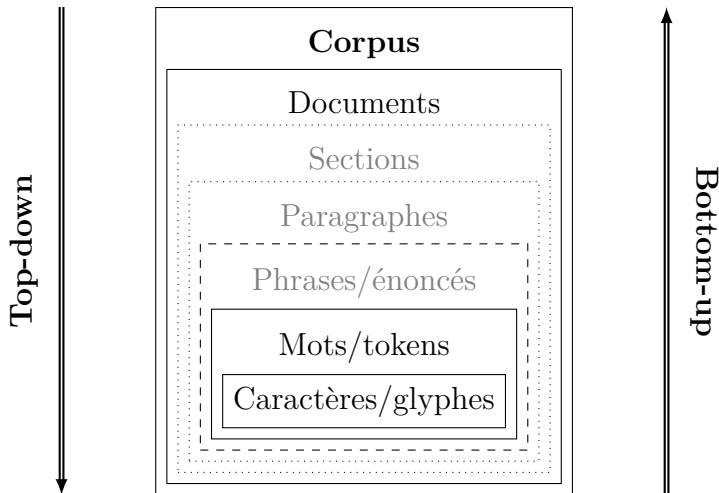 Corpus
Documents
Sections
Paragraphes
Phrases/énoncés
Mots/tokens
Caractères/glyphes
Top-down
Bottom-up